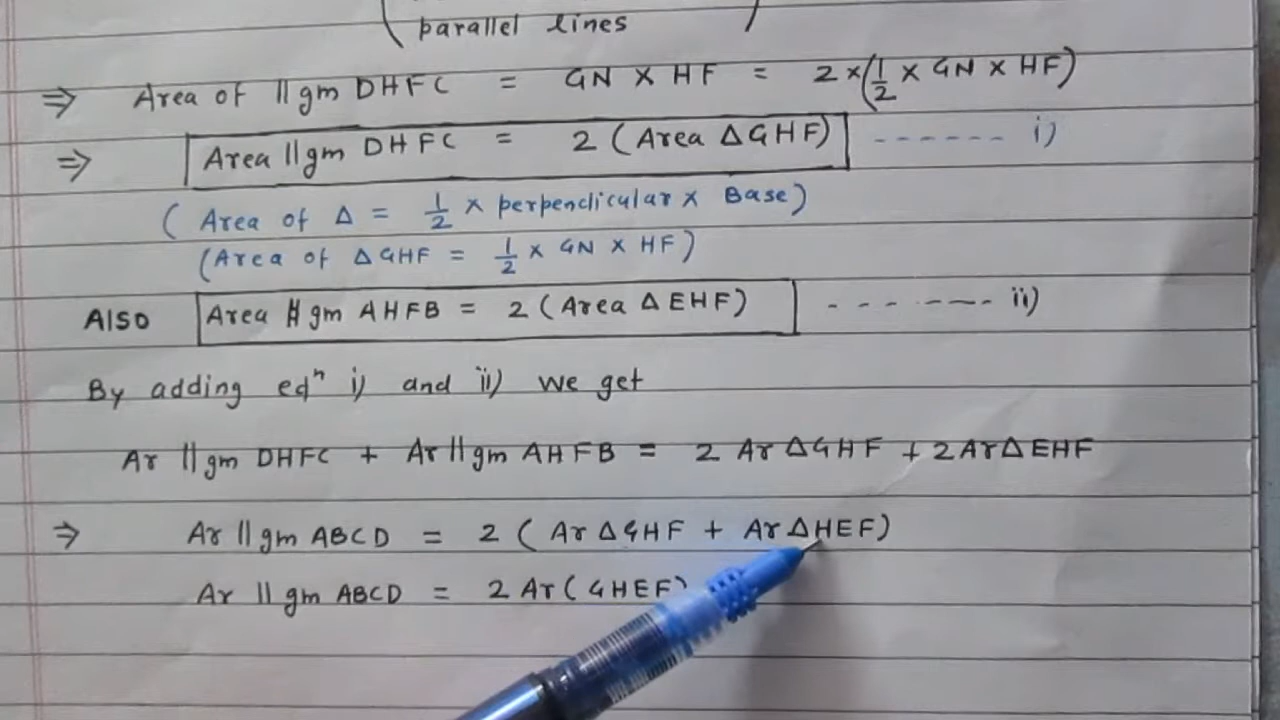 parallel lines
⇒ Area of ||gm DHFC = GN × HF = 2×(1/2 × GN × HF)
⇒ Area ||gm DHFC = 2 (Area ΔGHF) ------ i)
( Area of Δ = 1/2 × perpendicular × Base)
(Area of ΔGHF = 1/2 × GN × HF)
Also Area ||gm AHFB = 2 (Area ΔEHF) ------- ii)
By adding eqⁿ i) and ii) we get
Ar ||gm DHFC + Ar||gm AHFB = 2 Ar ΔGHF + 2ArΔEHF
⇒ Ar ||gm ABCD = 2 ( Ar ΔGHF + Ar ΔHEF)
Ar ||gm ABCD = 2 Ar ( GHEF)